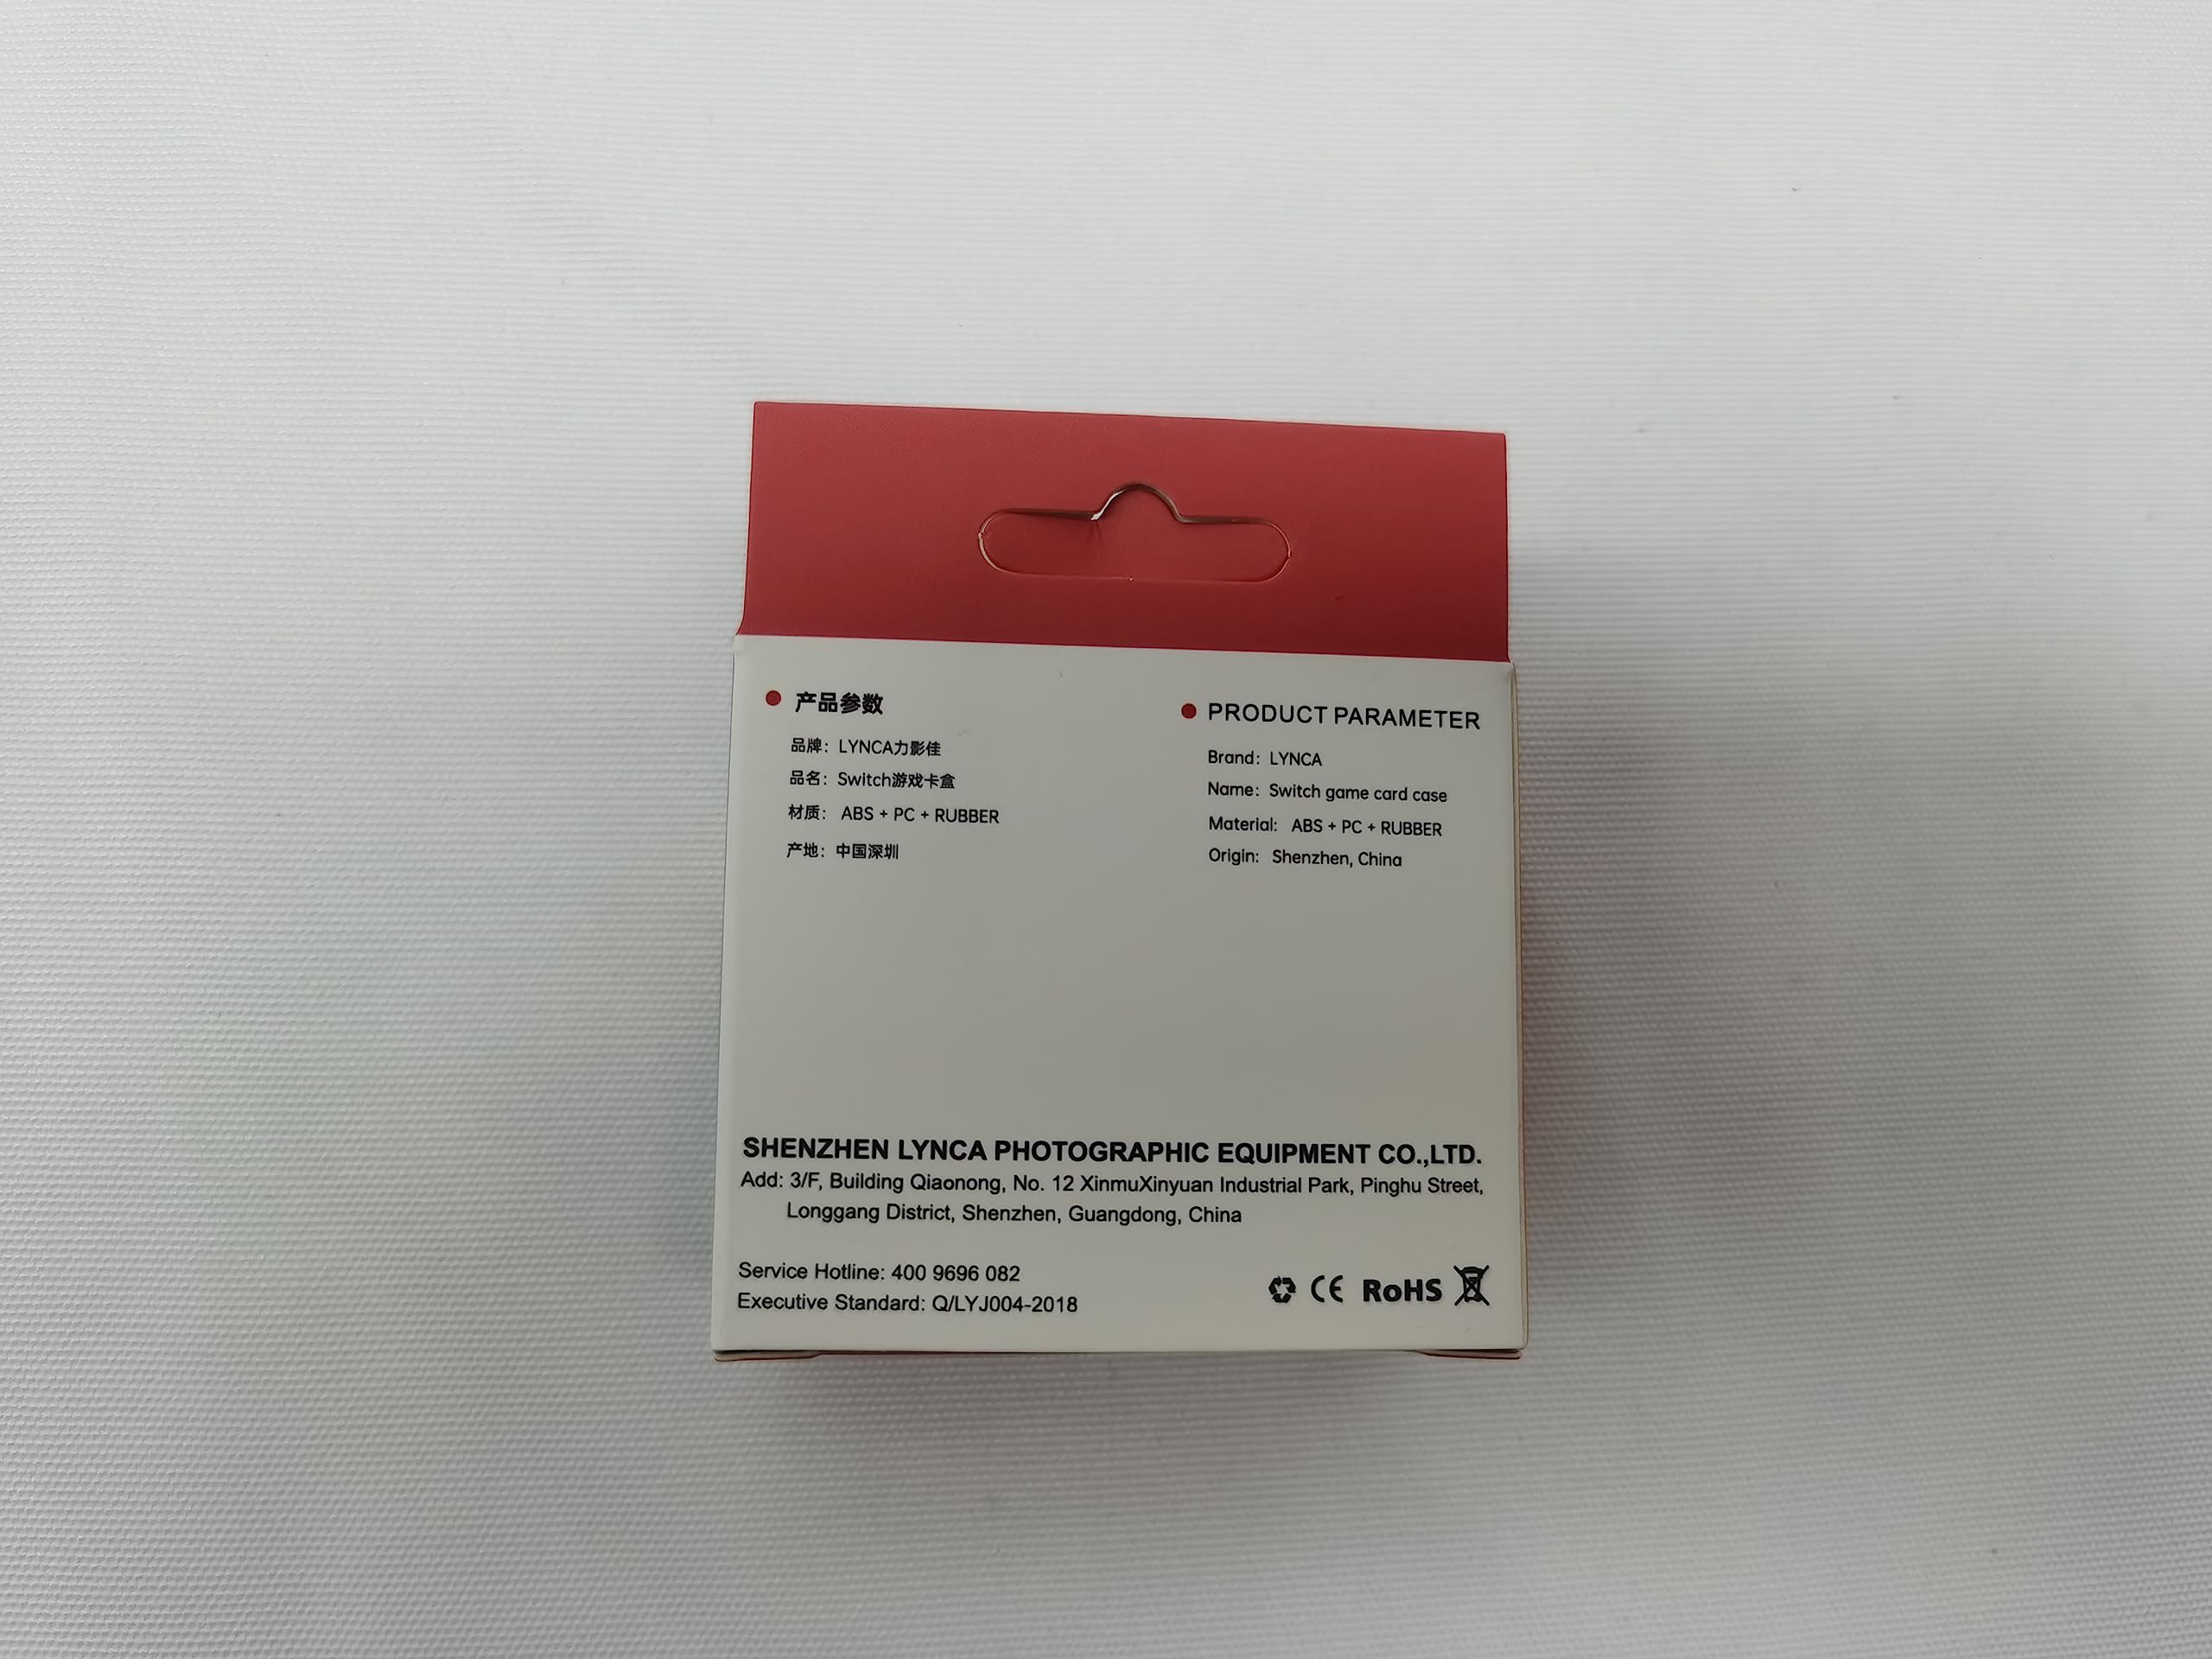 产品参数
品牌：LYNCA力影佳
品名：Switch游戏卡盒
材质： ABS + PC + RUBBER
产地：中国深圳
PRODUCT PARAMETER
Brand: LYNCA
Name: Switch game card case
Material: ABS + PC + RUBBER
Origin: Shenzhen, China
SHENZHEN LYNCA PHOTOGRAPHIC EQUIPMENT CO.,LTD.
Add: 3/F, Building Qiaonong, No. 12 XinmuXinyuan Industrial Park, Pinghu Street,
Longgang District, Shenzhen, Guangdong, China
Service Hotline: 400 9696 082
Executive Standard: Q/LYJ004-2018
CE RoHS